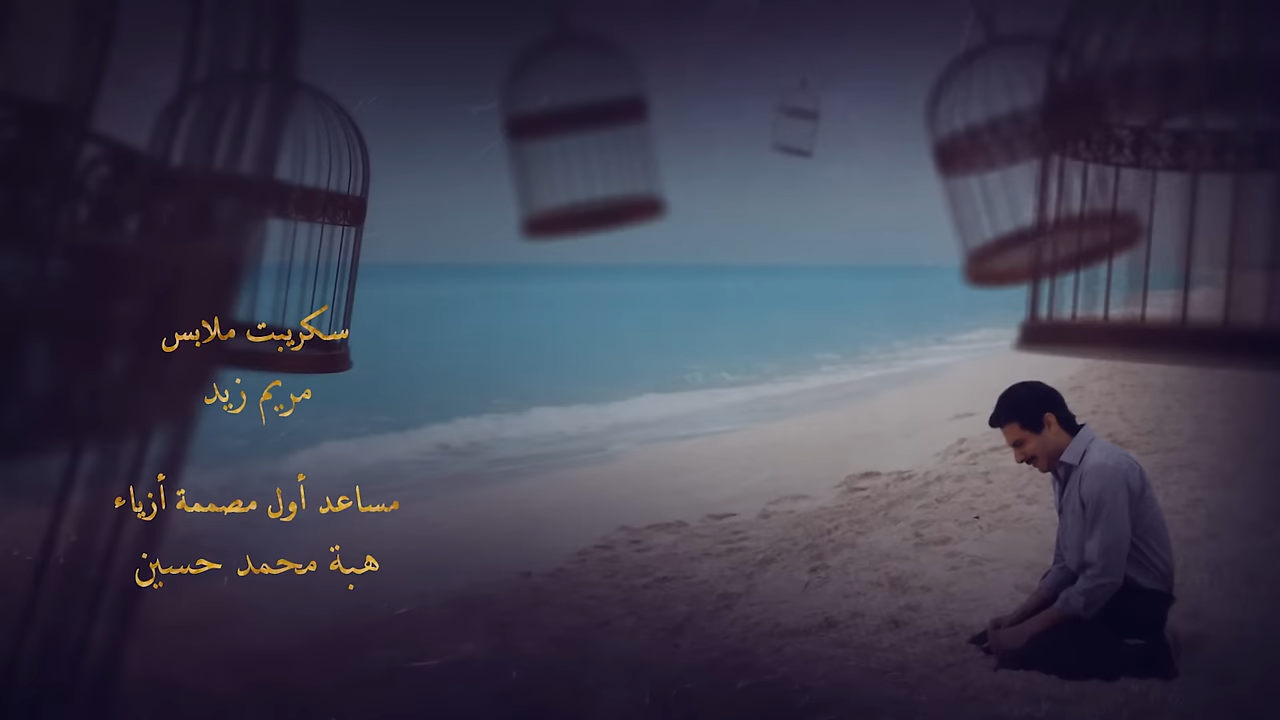 سكريبت ملابس
مريم زيد
مساعد أول مصممة أزياء
هبة محمد حسين